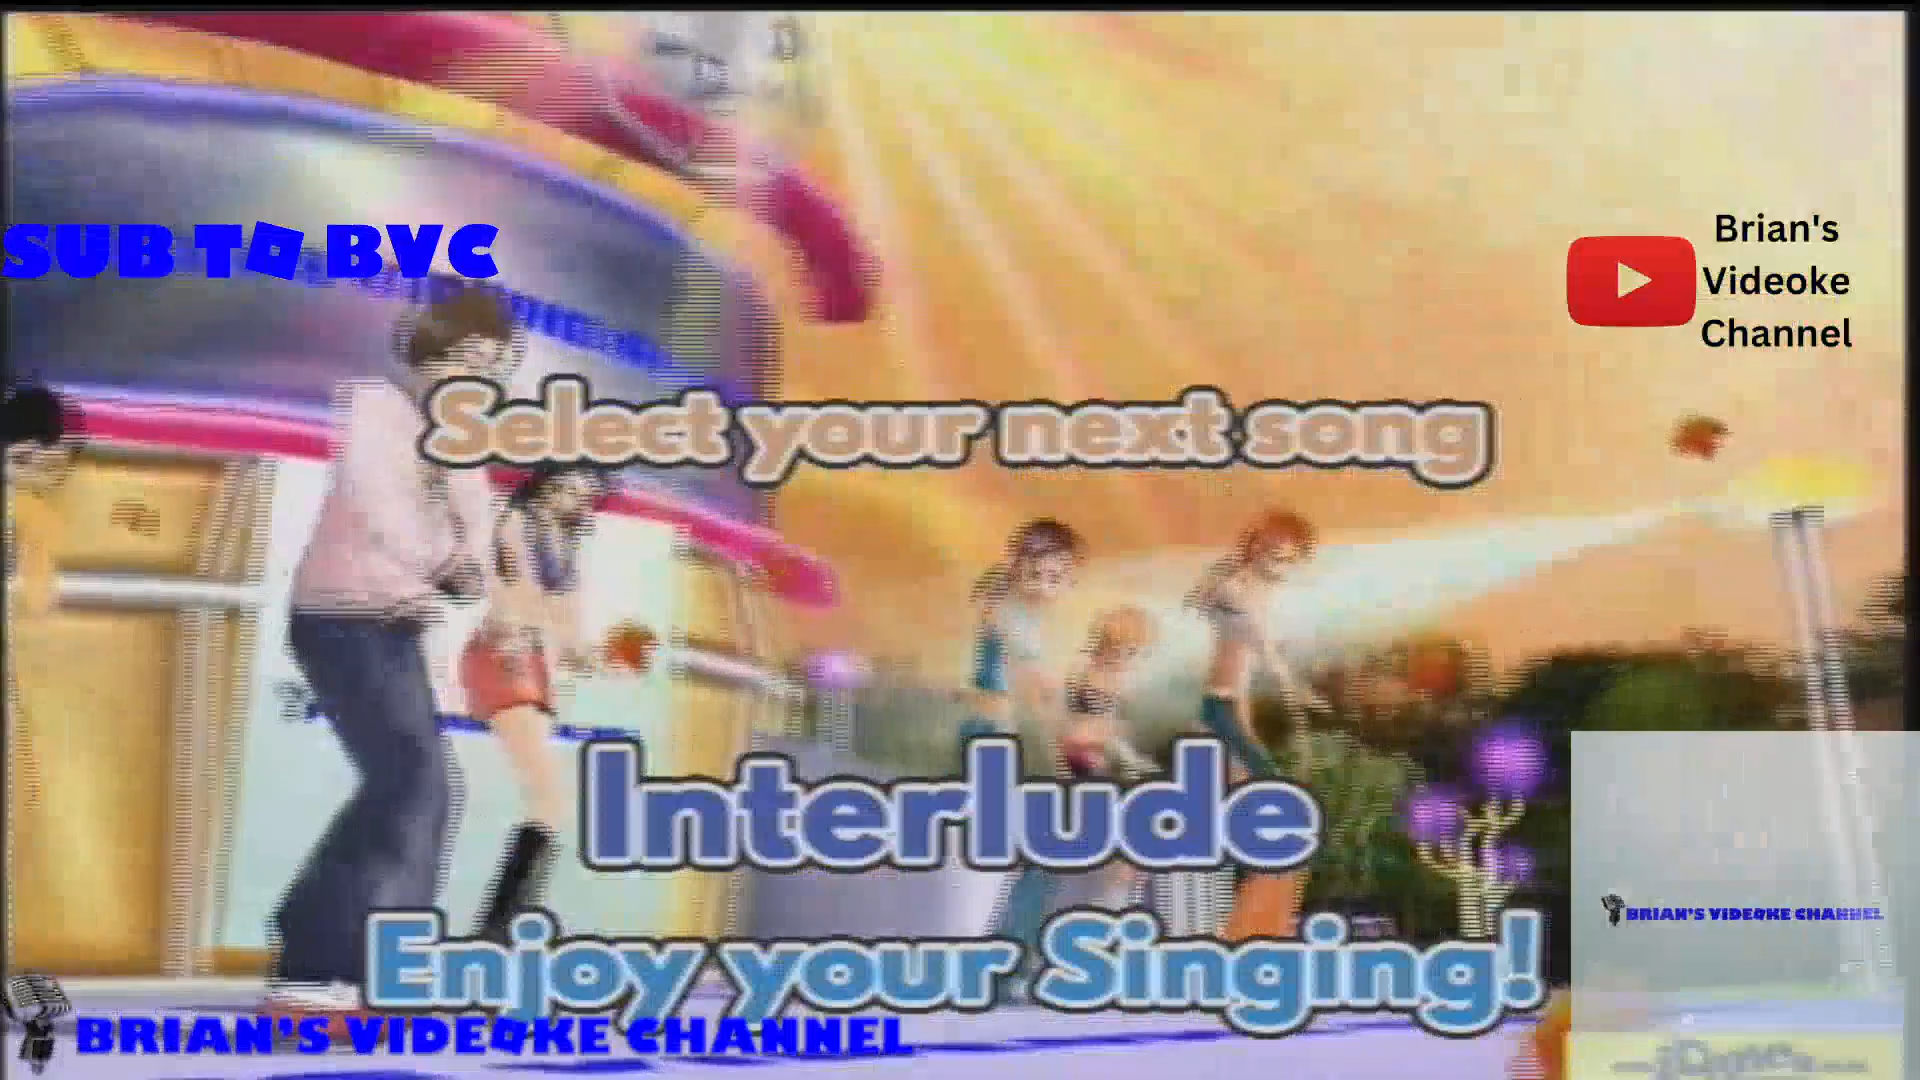 SUB TO BVC
Brian's
Videoke
Channel
Select your next song
Interlude
BRIAN'S VIDEOKE CHANNEL
Enjoy your Singing!
BRIAN'S VIDEOKE CHANNEL